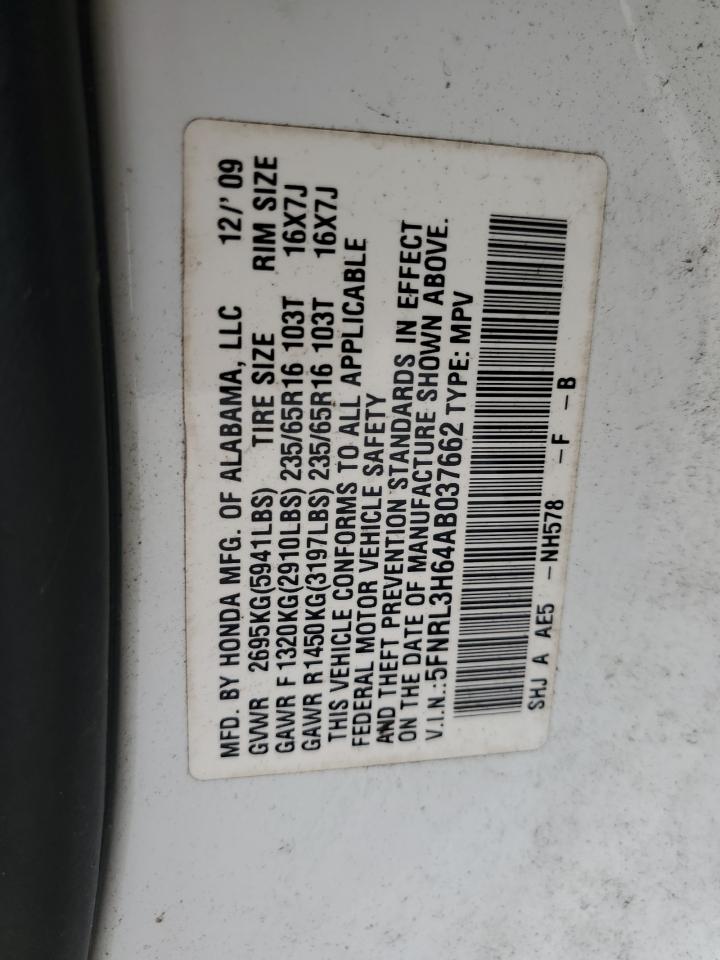 MFD. BY HONDA MFG. OF ALABAMA, LLC 12/' 09
GVWR 2695KG(5941LBS) TIRE SIZE RIM SIZE
GAWR F 1320KG(2910LBS) 235/65R16 103T 16X7J
GAWR R1450KG(3197LBS) 235/65R16 103T 16X7J
THIS VEHICLE CONFORMS TO ALL APPLICABLE
FEDERAL MOTOR VEHICLE SAFETY
AND THEFT PREVENTION STANDARDS IN EFFECT
ON THE DATE OF MANUFACTURE SHOWN ABOVE.
V.I.N.:5FNRL3H64AB037662 TYPE: MPV
SHJ A AE5 -NH578 -F -B